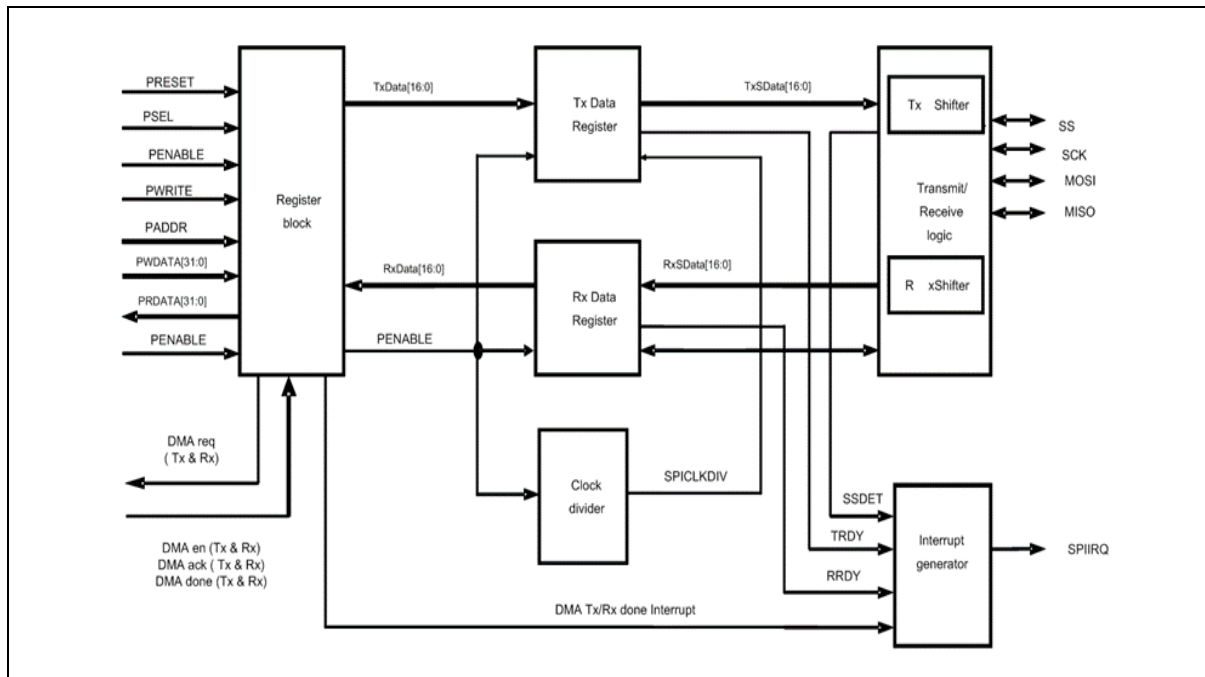 PRESET
PSEL
PENABLE
PWRITE
PADDR
PWDATA[31:0]
PRDATA[31:0]
PENABLE
Register
block
DMA req
( Tx & Rx)
DMA en (Tx & Rx)
DMA ack ( Tx & Rx)
DMA done (Tx & Rx)
TxData[16:0]
RxData[16:0]
PENABLE
Tx Data
Register
Rx Data
Register
Clock
divider
SPICLKDIV
DMA Tx/Rx done Interrupt
TxSData[16:0]
RxSData[16:0]
Tx Shifter
Transmit/
Receive
logic
R xShifter
SS
SCK
MOSI
MISO
SSDET
TRDY
RRDY
Interrupt
generator
SPIIRQ